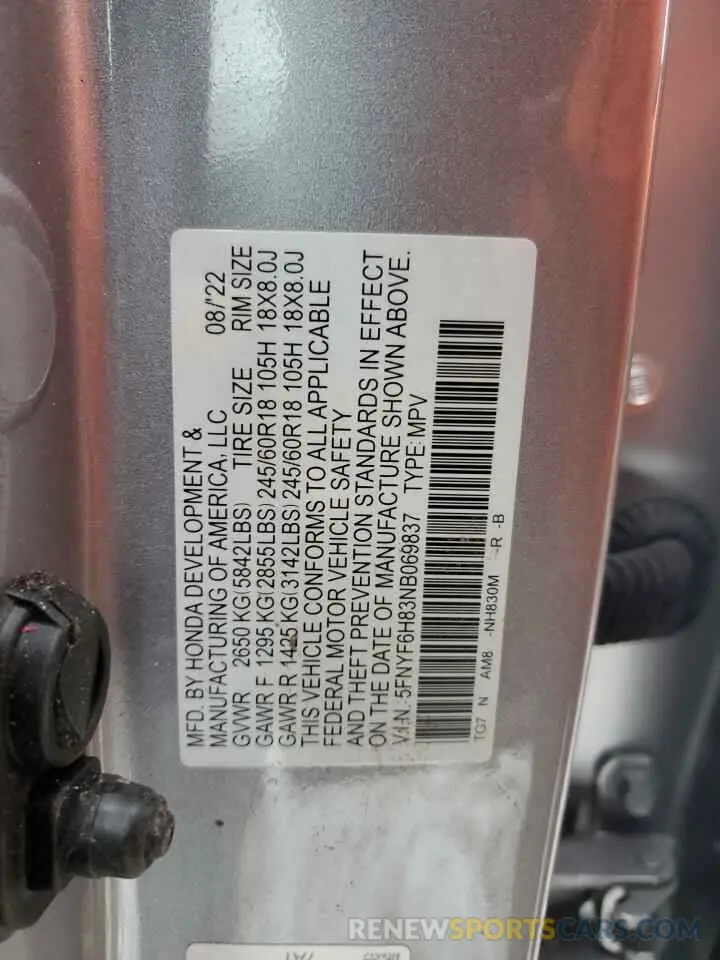 MFD. BY HONDA DEVELOPMENT &
MANUFACTURING OF AMERICA, LLC 08/'22
GVWR 2650 KG(5842LBS) TIRE SIZE RIM SIZE
GAWR F 1295 KG(2855LBS) 245/60R18 105H 18X8.0J
GAWR R 1425 KG(3142LBS) 245/60R18 105H 18X8.0J
THIS VEHICLE CONFORMS TO ALL APPLICABLE
FEDERAL MOTOR VEHICLE SAFETY
AND THEFT PREVENTION STANDARDS IN EFFECT
ON THE DATE OF MANUFACTURE SHOWN ABOVE.
V.I.N.: 5FNYF6H83NB069837 TYPE: MPV
TG7 N AM8 -NH830M -R -B
RENEWSPORTSCARS.COM